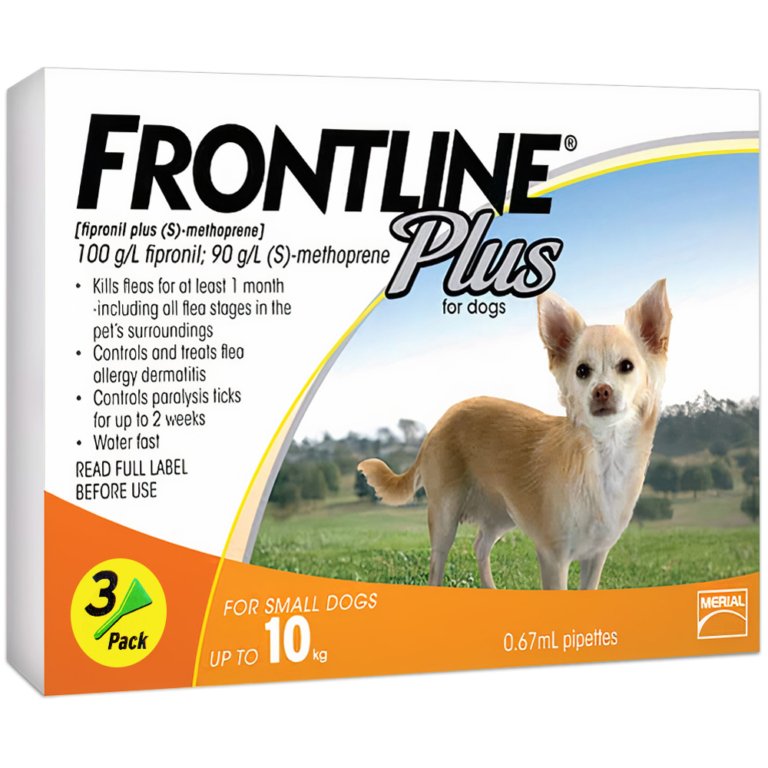 FRONTLINE®
Plus
for dogs
[fipronil plus (S)-methoprene]
100 g/L fipronil; 90 g/L (S)-methoprene
• Kills fleas for at least 1 month
-including all flea stages in the
pet's surroundings
• Controls and treats flea
allergy dermatitis
• Controls paralysis ticks
for up to 2 weeks
• Water fast
READ FULL LABEL
BEFORE USE
3
Pack
FOR SMALL DOGS
UP TO 10 kg
0.67mL pipettes
MERIAL